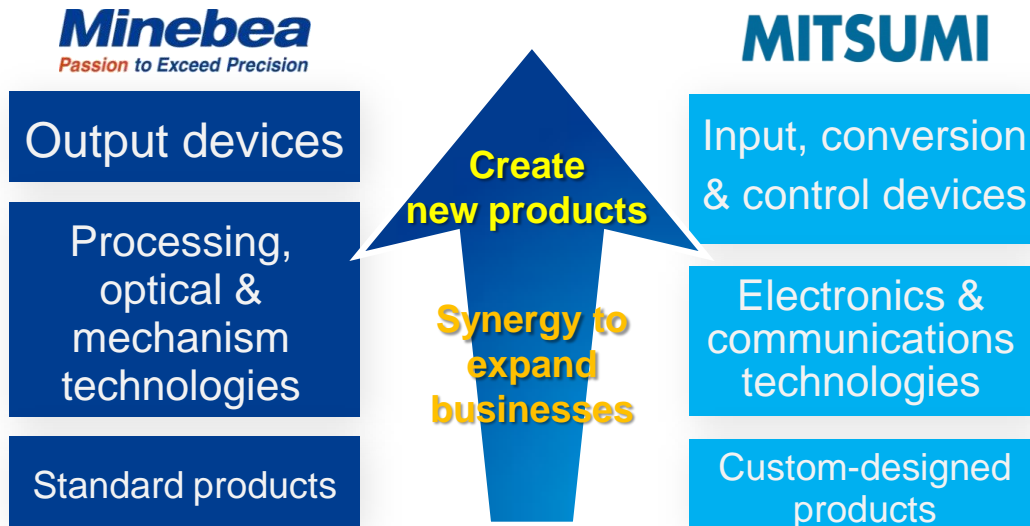 Minebea
Passion to Exceed Precision
MITSUMI
Output devices
Processing,
optical &
mechanism
technologies
Standard products
Create
new products
Synergy to
expand
businesses
Input, conversion
& control devices
Electronics &
communications
technologies
Custom-designed
products